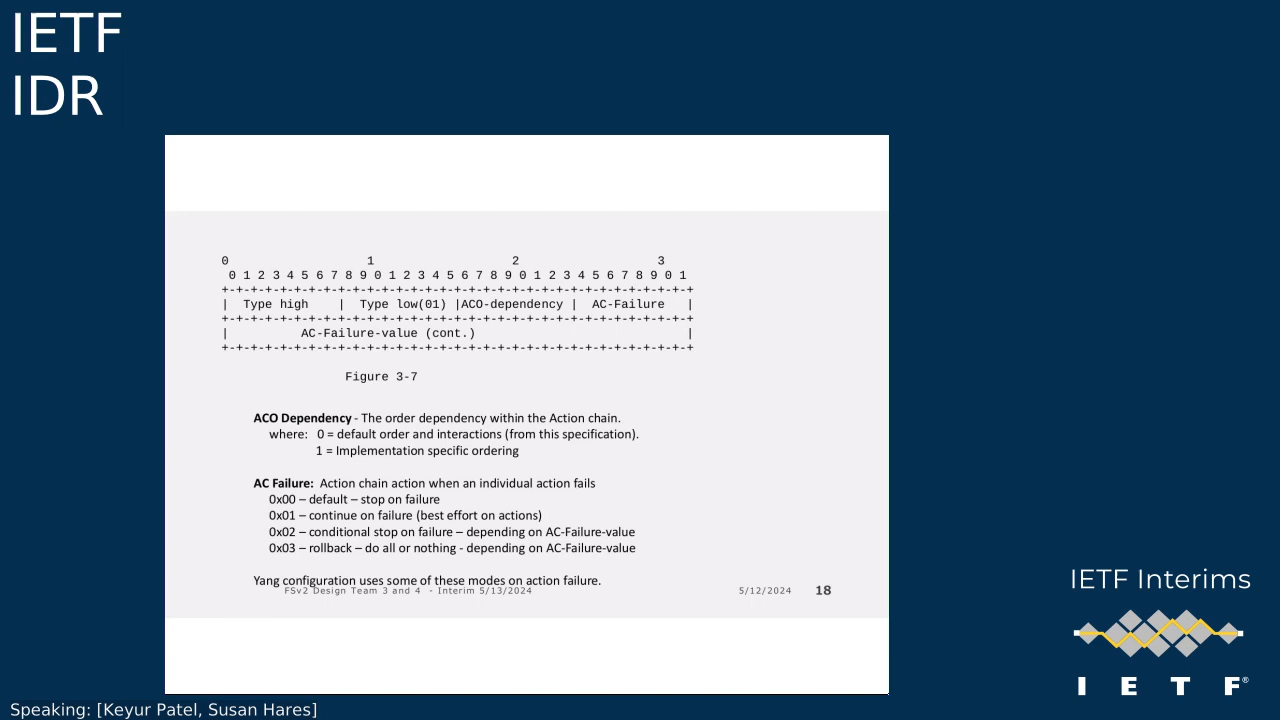 IETF
IDR
0                   1                   2                   3
 0 1 2 3 4 5 6 7 8 9 0 1 2 3 4 5 6 7 8 9 0 1 2 3 4 5 6 7 8 9 0 1
+-+-+-+-+-+-+-+-+-+-+-+-+-+-+-+-+-+-+-+-+-+-+-+-+-+-+-+-+-+-+-+-+
|  Type high    |  Type low(01) |ACO-dependency |  AC-Failure   |
+-+-+-+-+-+-+-+-+-+-+-+-+-+-+-+-+-+-+-+-+-+-+-+-+-+-+-+-+-+-+-+-+
|          AC-Failure-value (cont.)                             |
+-+-+-+-+-+-+-+-+-+-+-+-+-+-+-+-+-+-+-+-+-+-+-+-+-+-+-+-+-+-+-+-+
Figure 3-7
ACO Dependency - The order dependency within the Action chain.
where:  0 = default order and interactions (from this specification).
1 = Implementation specific ordering
AC Failure:  Action chain action when an individual action fails
0x00 – default – stop on failure
0x01 – continue on failure (best effort on actions)
0x02 – conditional stop on failure – depending on AC-Failure-value
0x03 – rollback – do all or nothing - depending on AC-Failure-value
Yang configuration uses some of these modes on action failure.
FSv2 Design Team 3 and 4 - Interim 5/13/2024 5/12/2024 18
IETF Interims
I E T F®
Speaking: [Keyur Patel, Susan Hares]